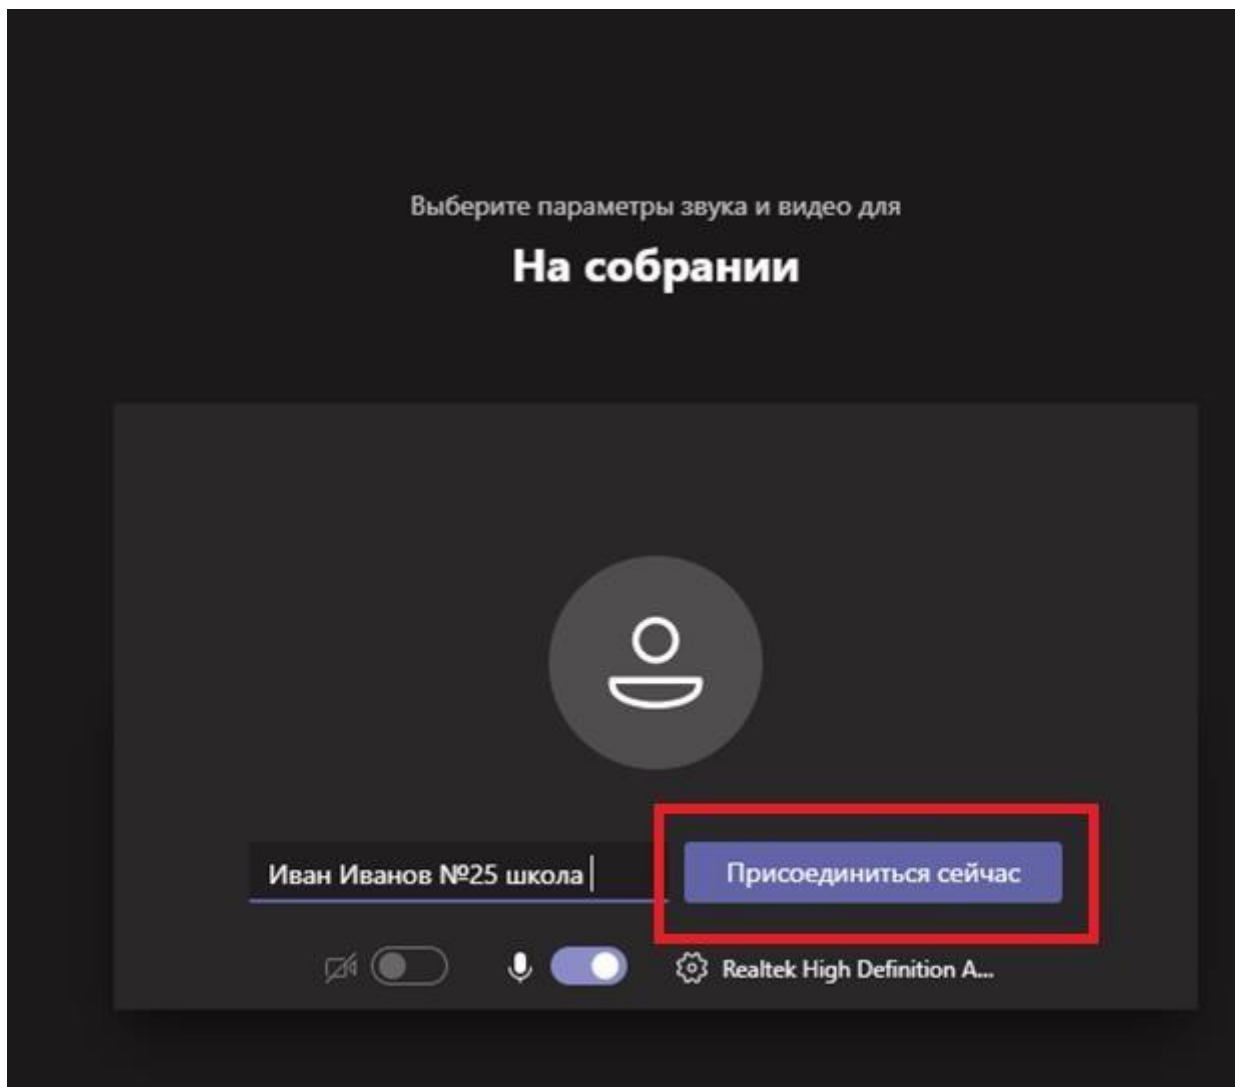 Выберите параметры звука и видео для
На собрании
Иван Иванов №25 школа
Присоединиться сейчас
Realtek High Definition A...